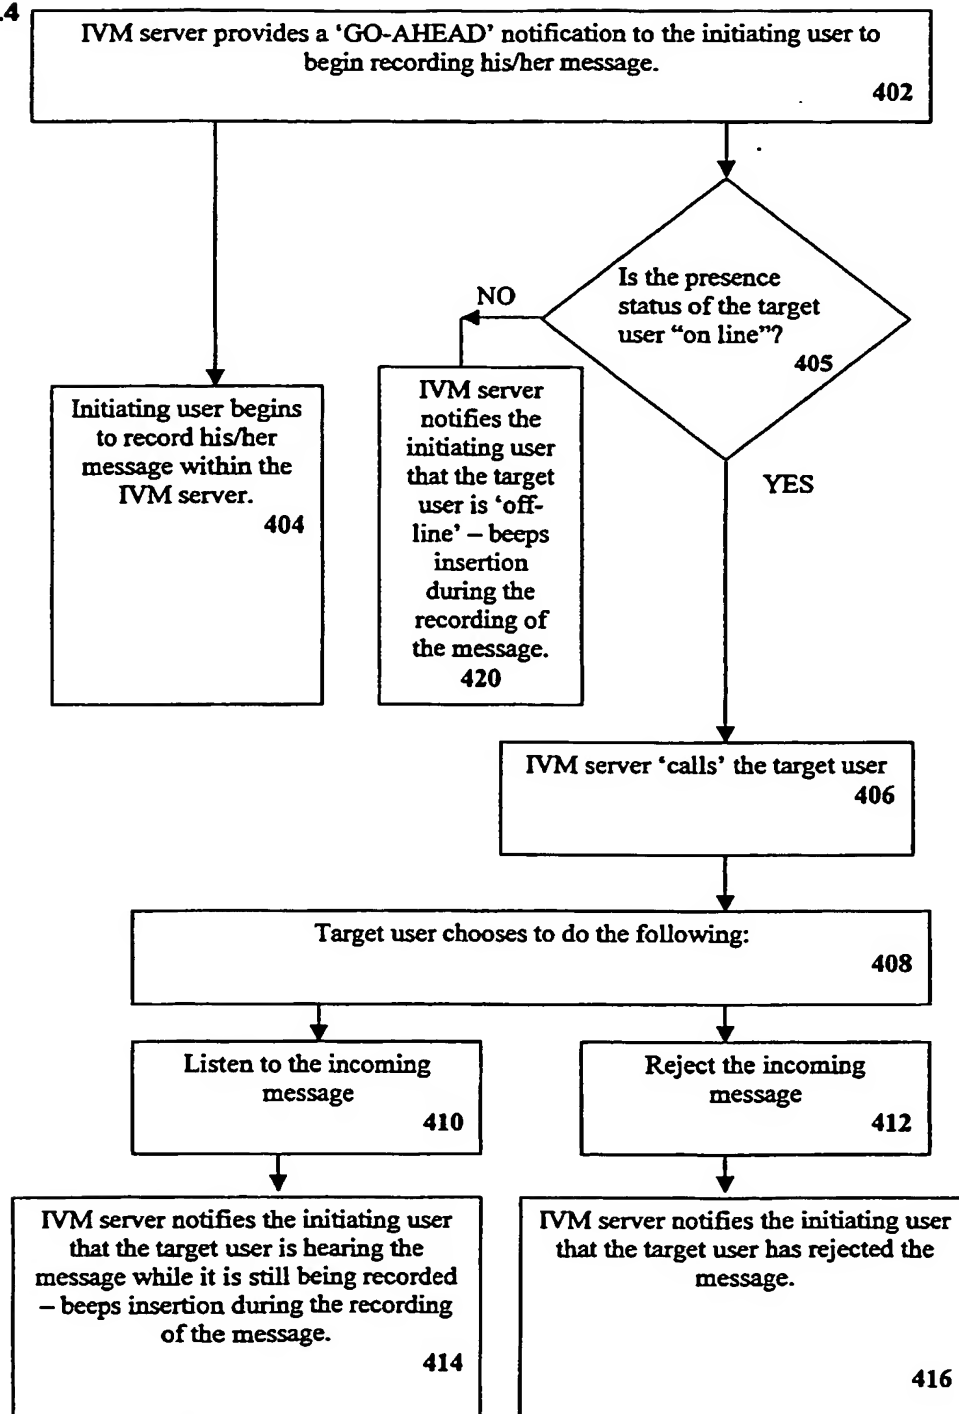 .4
IVM server provides a ‘GO-AHEAD’ notification to the initiating user to
begin recording his/her message.
402
Is the presence
status of the target
user “on line”?
405
NO
YES
Initiating user begins
to record his/her
message within the
IVM server.
404
IVM server
notifies the
initiating user
that the target
user is ‘off-
line’ – beeps
insertion
during the
recording of
the message.
420
IVM server ‘calls’ the target user
406
Target user chooses to do the following:
408
Listen to the incoming
message
410
Reject the incoming
message
412
IVM server notifies the initiating user
that the target user is hearing the
message while it is still being recorded
– beeps insertion during the recording
of the message.
414
IVM server notifies the initiating user
that the target user has rejected the
message.
416